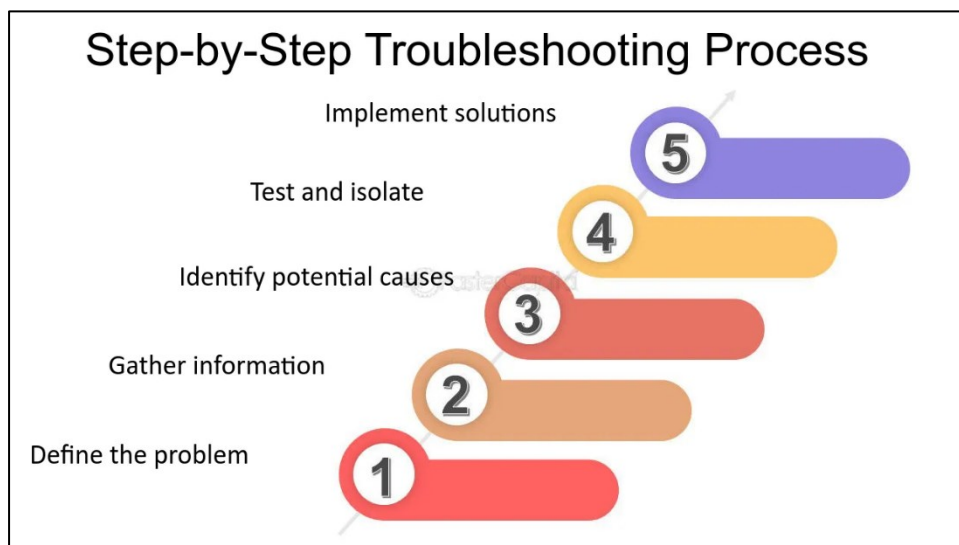 Step-by-Step Troubleshooting Process
Implement solutions
5
Test and isolate
4
Identify potential causes
3
Gather information
2
Define the problem
1